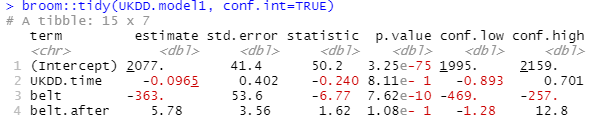 > broom::tidy(UKDD.model1, conf.int=TRUE)
# A tibble: 15 x 7
term estimate std.error statistic p.value conf.low conf.high
<chr> <dbl> <dbl> <dbl> <dbl> <dbl> <dbl>
1 (Intercept) 2077. 41.4 50.2 3.25e-75 1995. 2159.
2 UKDD.time -0.0965 0.402 -0.240 8.11e- 1 -0.893 0.701
3 belt -363. 53.6 -6.77 7.62e-10 -469. -257.
4 belt.after 5.78 3.56 1.62 1.08e- 1 -1.28 12.8